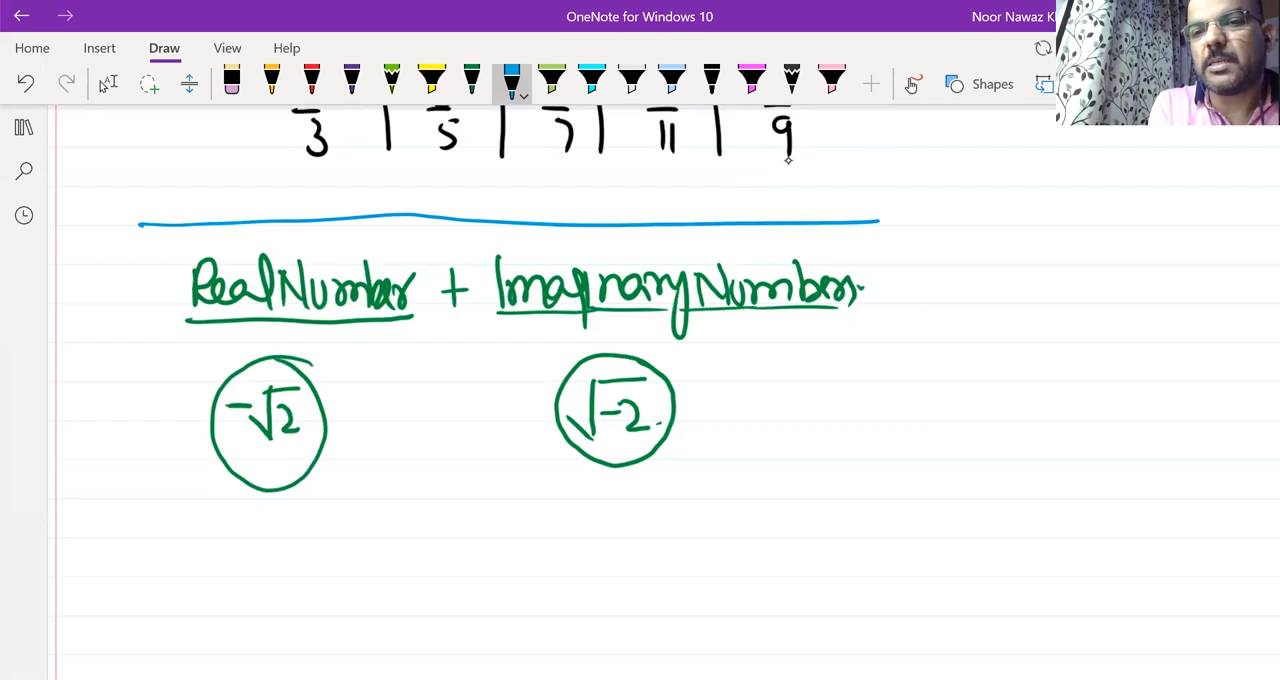 OneNote for Windows 10
Noor Nawaz Kh
Home Insert Draw View Help
Shapes
3 | 5 | 7 | 11 | 9
Real Number + Imaginary Numbers.
-√2 √-2.